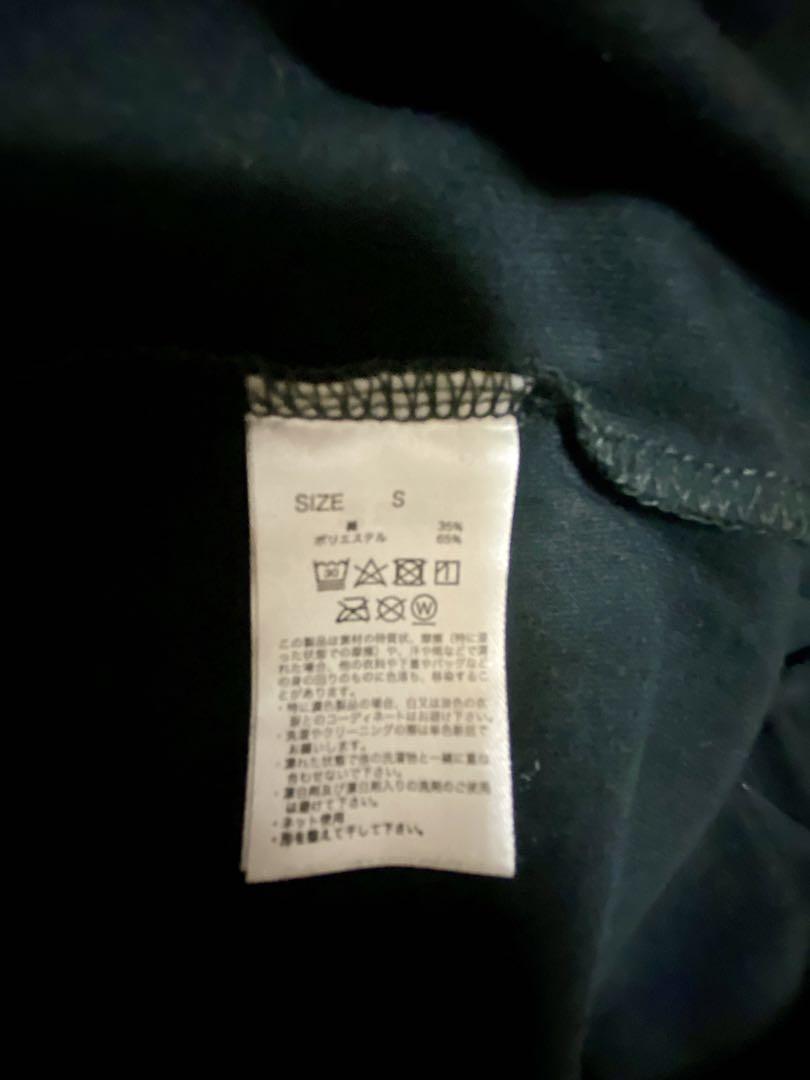 SIZE S
綿 35%
ポリエステル 65%
30
W
この製品は素材の特質状、摩擦（特に湿
った状態での摩擦）や、汗や雨などで濡
れた場合、他の衣料や下着やバッグなど
の身の回りのものに色落ち、移染するこ
とがあります。
・特に濃色製品の場合、白又は淡色の衣
服とのコーディネートはお避け下さい。
・洗濯やクリーニングの際は単色新浴で
お願いします。
・濡れた状態で他の洗濯物と一緒に重ね
合わせないで下さい。
・漂白剤及び漂白剤入りの洗剤のご使用
は避けて下さい。
・ネット使用
・形を整えて干して下さい。